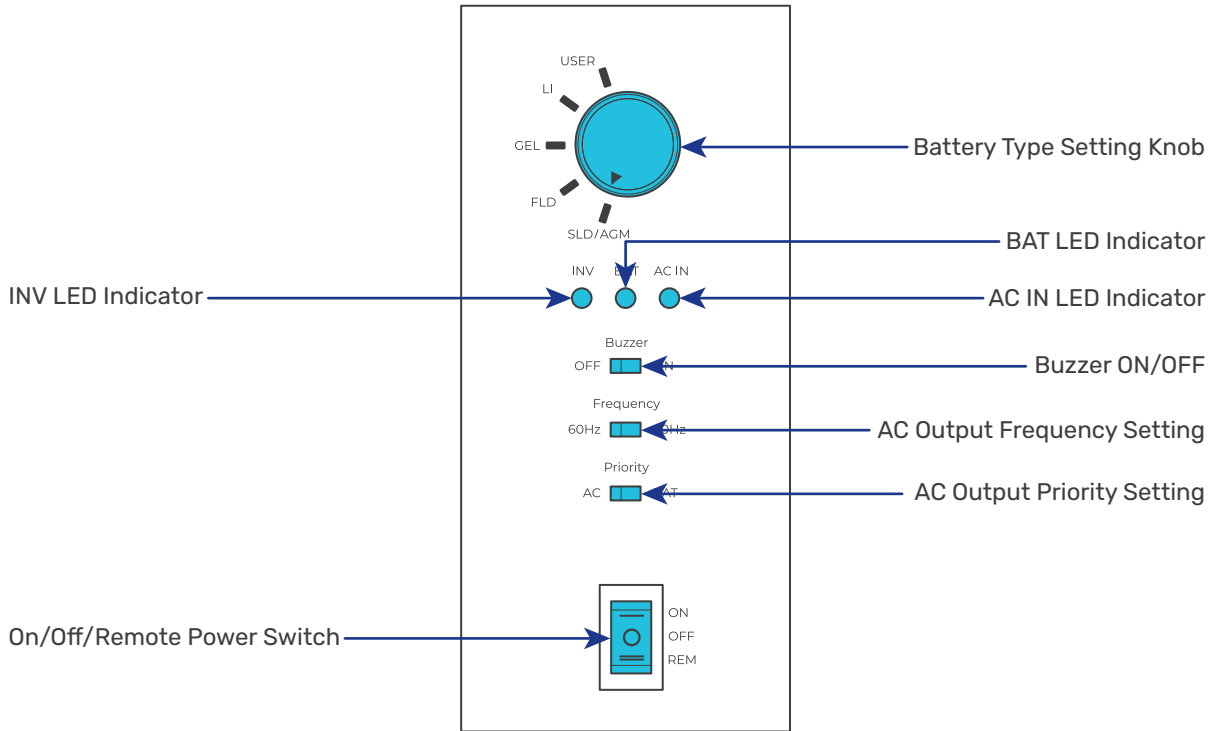 USER
LI
GEL
FLD
SLD/AGM
Battery Type Setting Knob
BAT LED Indicator
INV
AC IN
INV LED Indicator
AC IN LED Indicator
Buzzer
OFF
Buzzer ON/OFF
Frequency
60Hz
AC Output Frequency Setting
Priority
AC
AC Output Priority Setting
ON
On/Off/Remote Power Switch
OFF
REM